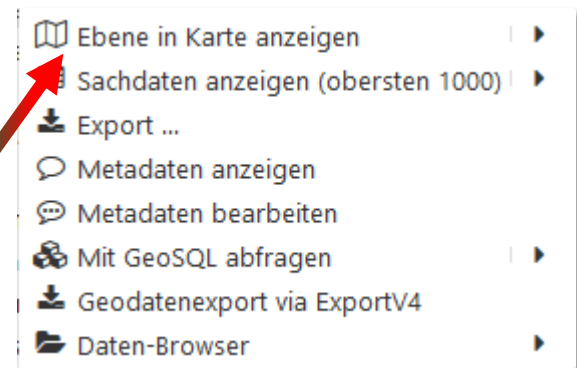 Ebene in Karte anzeigen
Sachdaten anzeigen (obersten 1000)
Export ...
Metadaten anzeigen
Metadaten bearbeiten
Mit GeoSQL abfragen
Geodatenexport via ExportV4
Daten-Browser